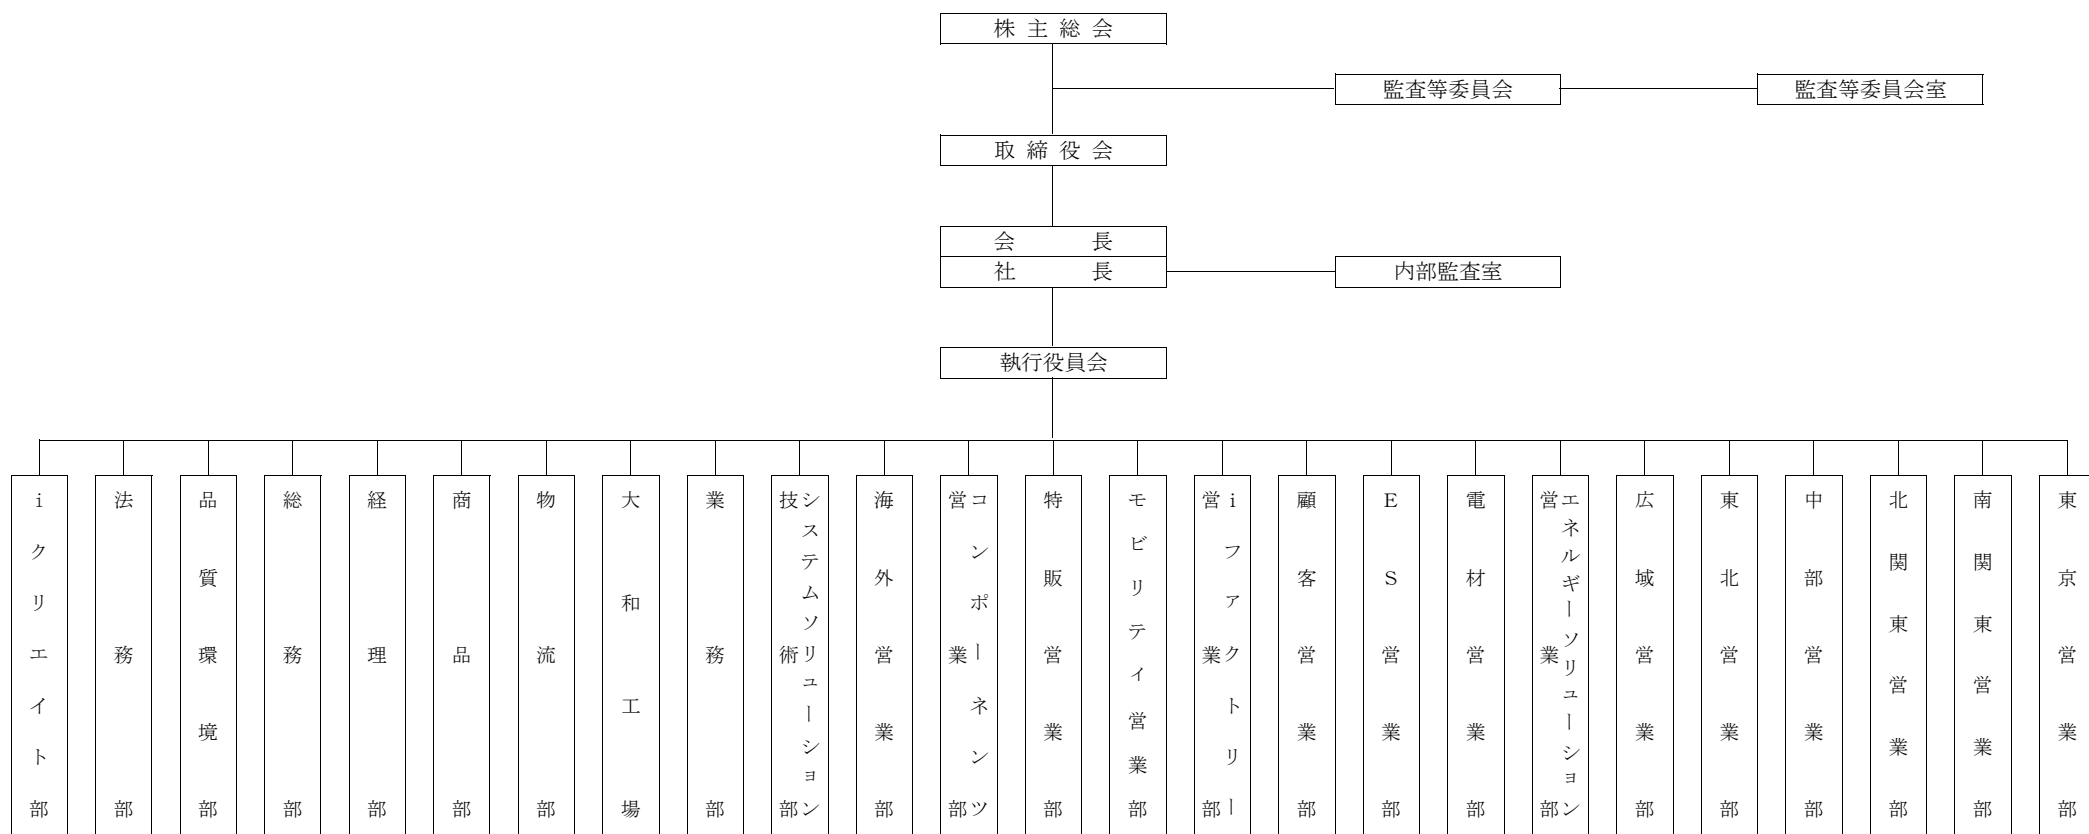 株主総会
監査等委員会
監査等委員会室
取締役会
会長
社長
内部監査室
執行役員会
iクリエイト部
法務部
品質環境部
総務部
経理部
商品部
物流部
大和工場
業務部
システムソリューション
技術部
海外営業部
コンポーネンツ
営業部
特販営業部
モビリティ営業部
iファクトリー
営業部
顧客営業部
ES営業部
電材営業部
エネルギーソリューション
営業部
広域営業部
東北営業部
中部営業部
北関東営業部
南関東営業部
東京営業部